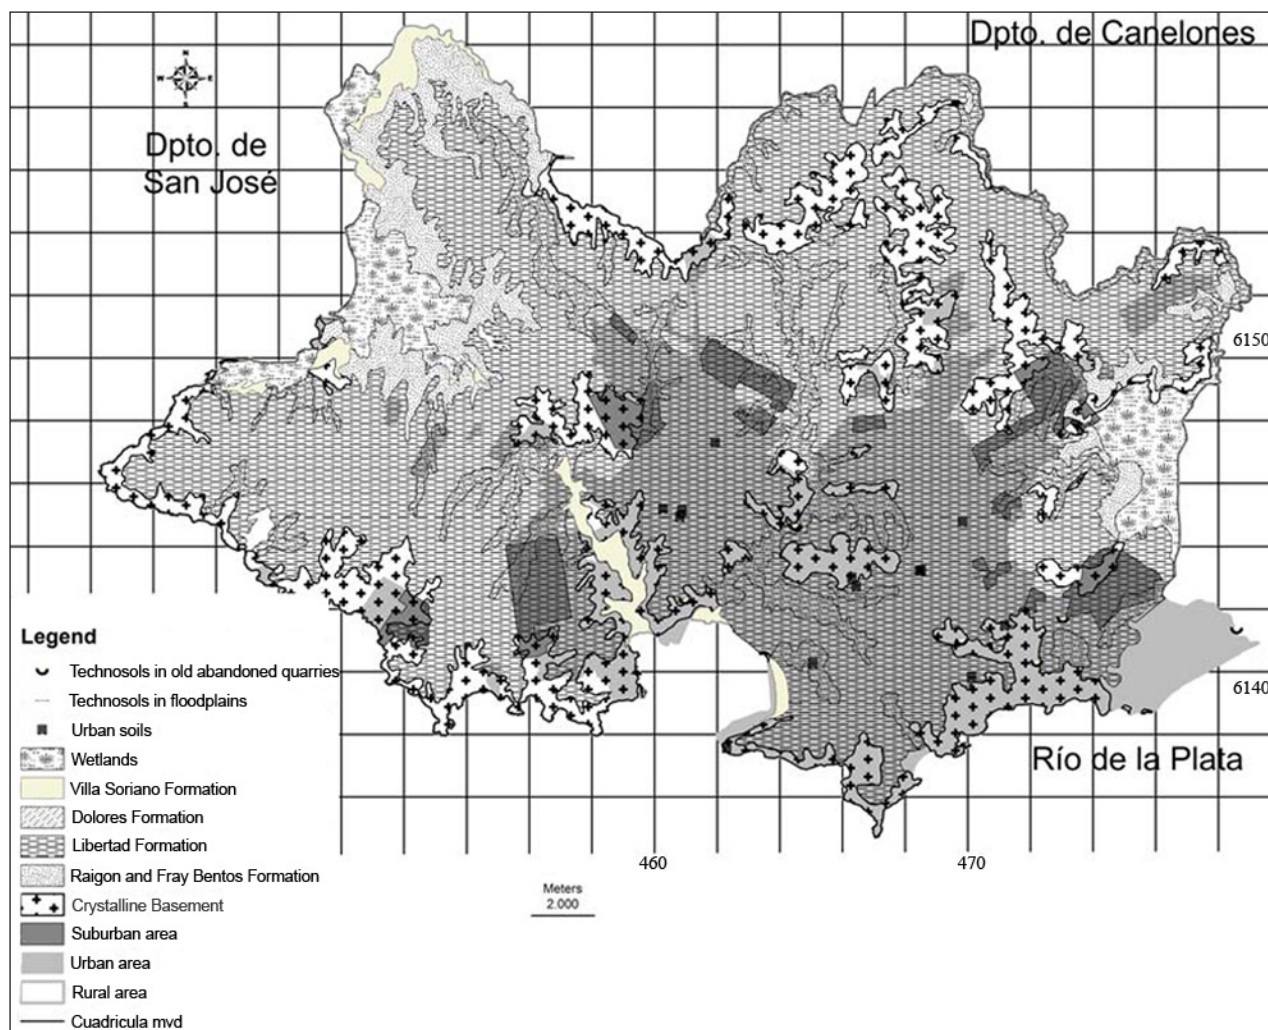 Dpto. de Canelones
N
W E
S
Dpto. de
San José
6150
6140
Río de la Plata
460
470
Meters
2.000
Legend
Technosols in old abandoned quarries
Technosols in floodplains
Urban soils
Wetlands
Villa Soriano Formation
Dolores Formation
Libertad Formation
Raigon and Fray Bentos Formation
Crystalline Basement
Suburban area
Urban area
Rural area
Cuadricula mvd